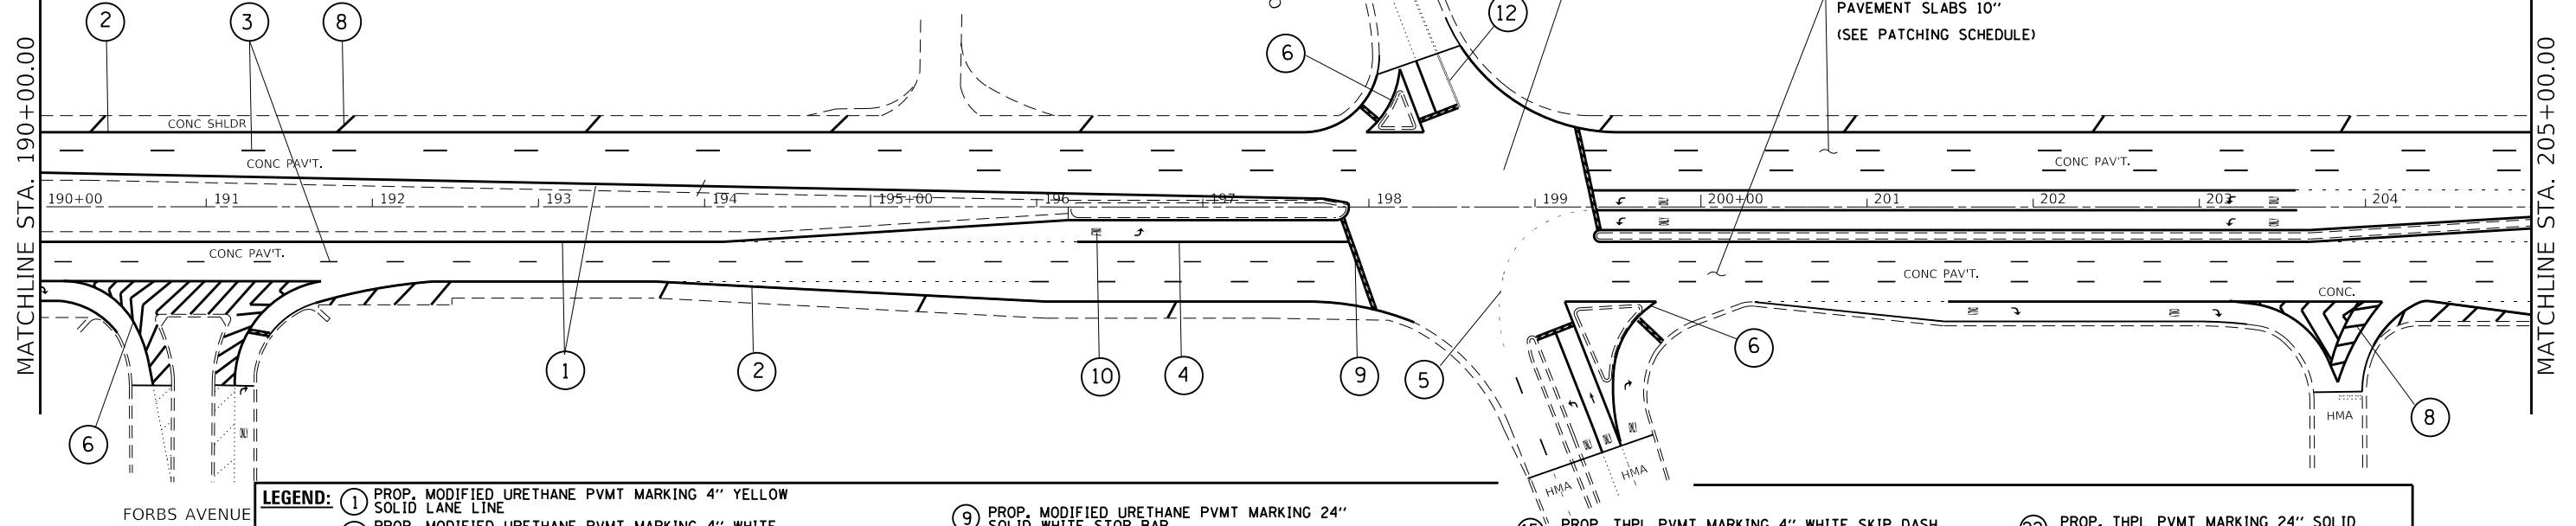 2
3
8
6
12
PAVEMENT SLABS 10"
(SEE PATCHING SCHEDULE)
MATCHLINE STA. 190+00.00
MATCHLINE STA. 205+00.00
CONC SHLDR
CONC PAV'T.
CONC PAV'T.
190+00
191
192
193
194
195+00
196
197
198
199
200+00
201
202
203
204
CONC PAV'T.
CONC PAV'T.
CONC.
6
1
2
10
4
9
5
6
8
HMA
HMA
HMA
FORBS AVENUE
LEGEND:
1 PROP. MODIFIED URETHANE PVMT MARKING 4" YELLOW
SOLID LANE LINE
PROP. MODIFIED URETHANE PVMT MARKING 4" WHITE
9 PROP. MODIFIED URETHANE PVMT MARKING 24"
SOLID WHITE STOP BAR
PROP. THPL PVMT MARKING 4" WHITE SKIP DASH
PROP. THPL PVMT MARKING 24" SOLID